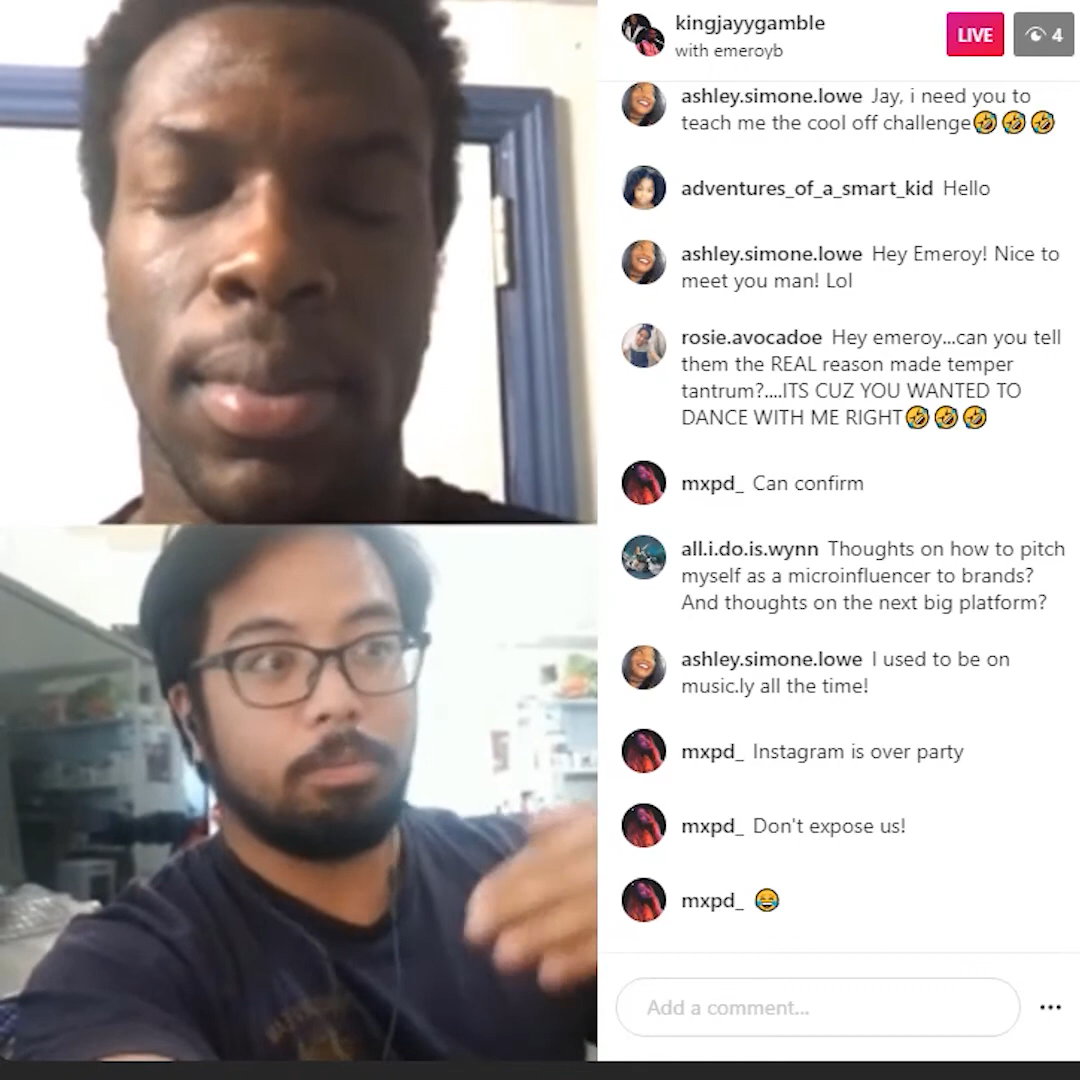 kingjayygamble
with emeroyb
LIVE
4
ashley.simone.lowe Jay, i need you to
teach me the cool off challenge🤣🤣🤣
adventures_of_a_smart_kid Hello
ashley.simone.lowe Hey Emeroy! Nice to
meet you man! Lol
rosie.avocadoe Hey emeroy...can you tell
them the REAL reason made temper
tantrum?....ITS CUZ YOU WANTED TO
DANCE WITH ME RIGHT🤣🤣🤣
mxpd_ Can confirm
all.i.do.is.wynn Thoughts on how to pitch
myself as a microinfluencer to brands?
And thoughts on the next big platform?
ashley.simone.lowe I used to be on
music.ly all the time!
mxpd_ Instagram is over party
mxpd_ Don't expose us!
mxpd_ 😂
Add a comment...